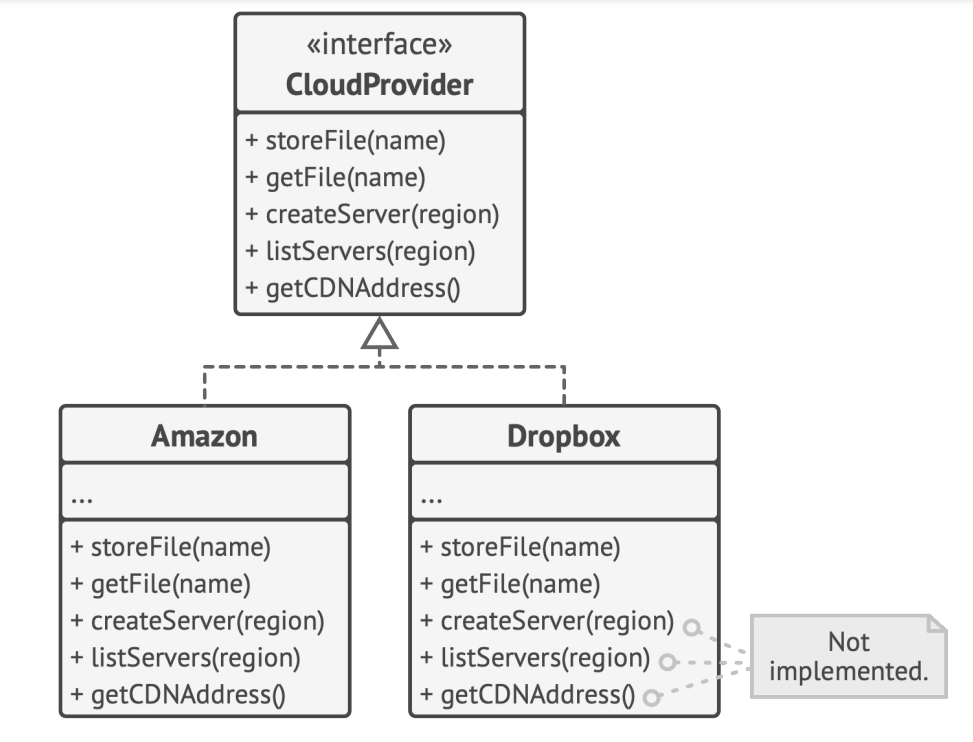 «interface»
CloudProvider
+ storeFile(name)
+ getFile(name)
+ createServer(region)
+ listServers(region)
+ getCDNAddress()
Amazon
...
+ storeFile(name)
+ getFile(name)
+ createServer(region)
+ listServers(region)
+ getCDNAddress()
Dropbox
...
+ storeFile(name)
+ getFile(name)
+ createServer(region)
+ listServers(region)
+ getCDNAddress()
Not
implemented.